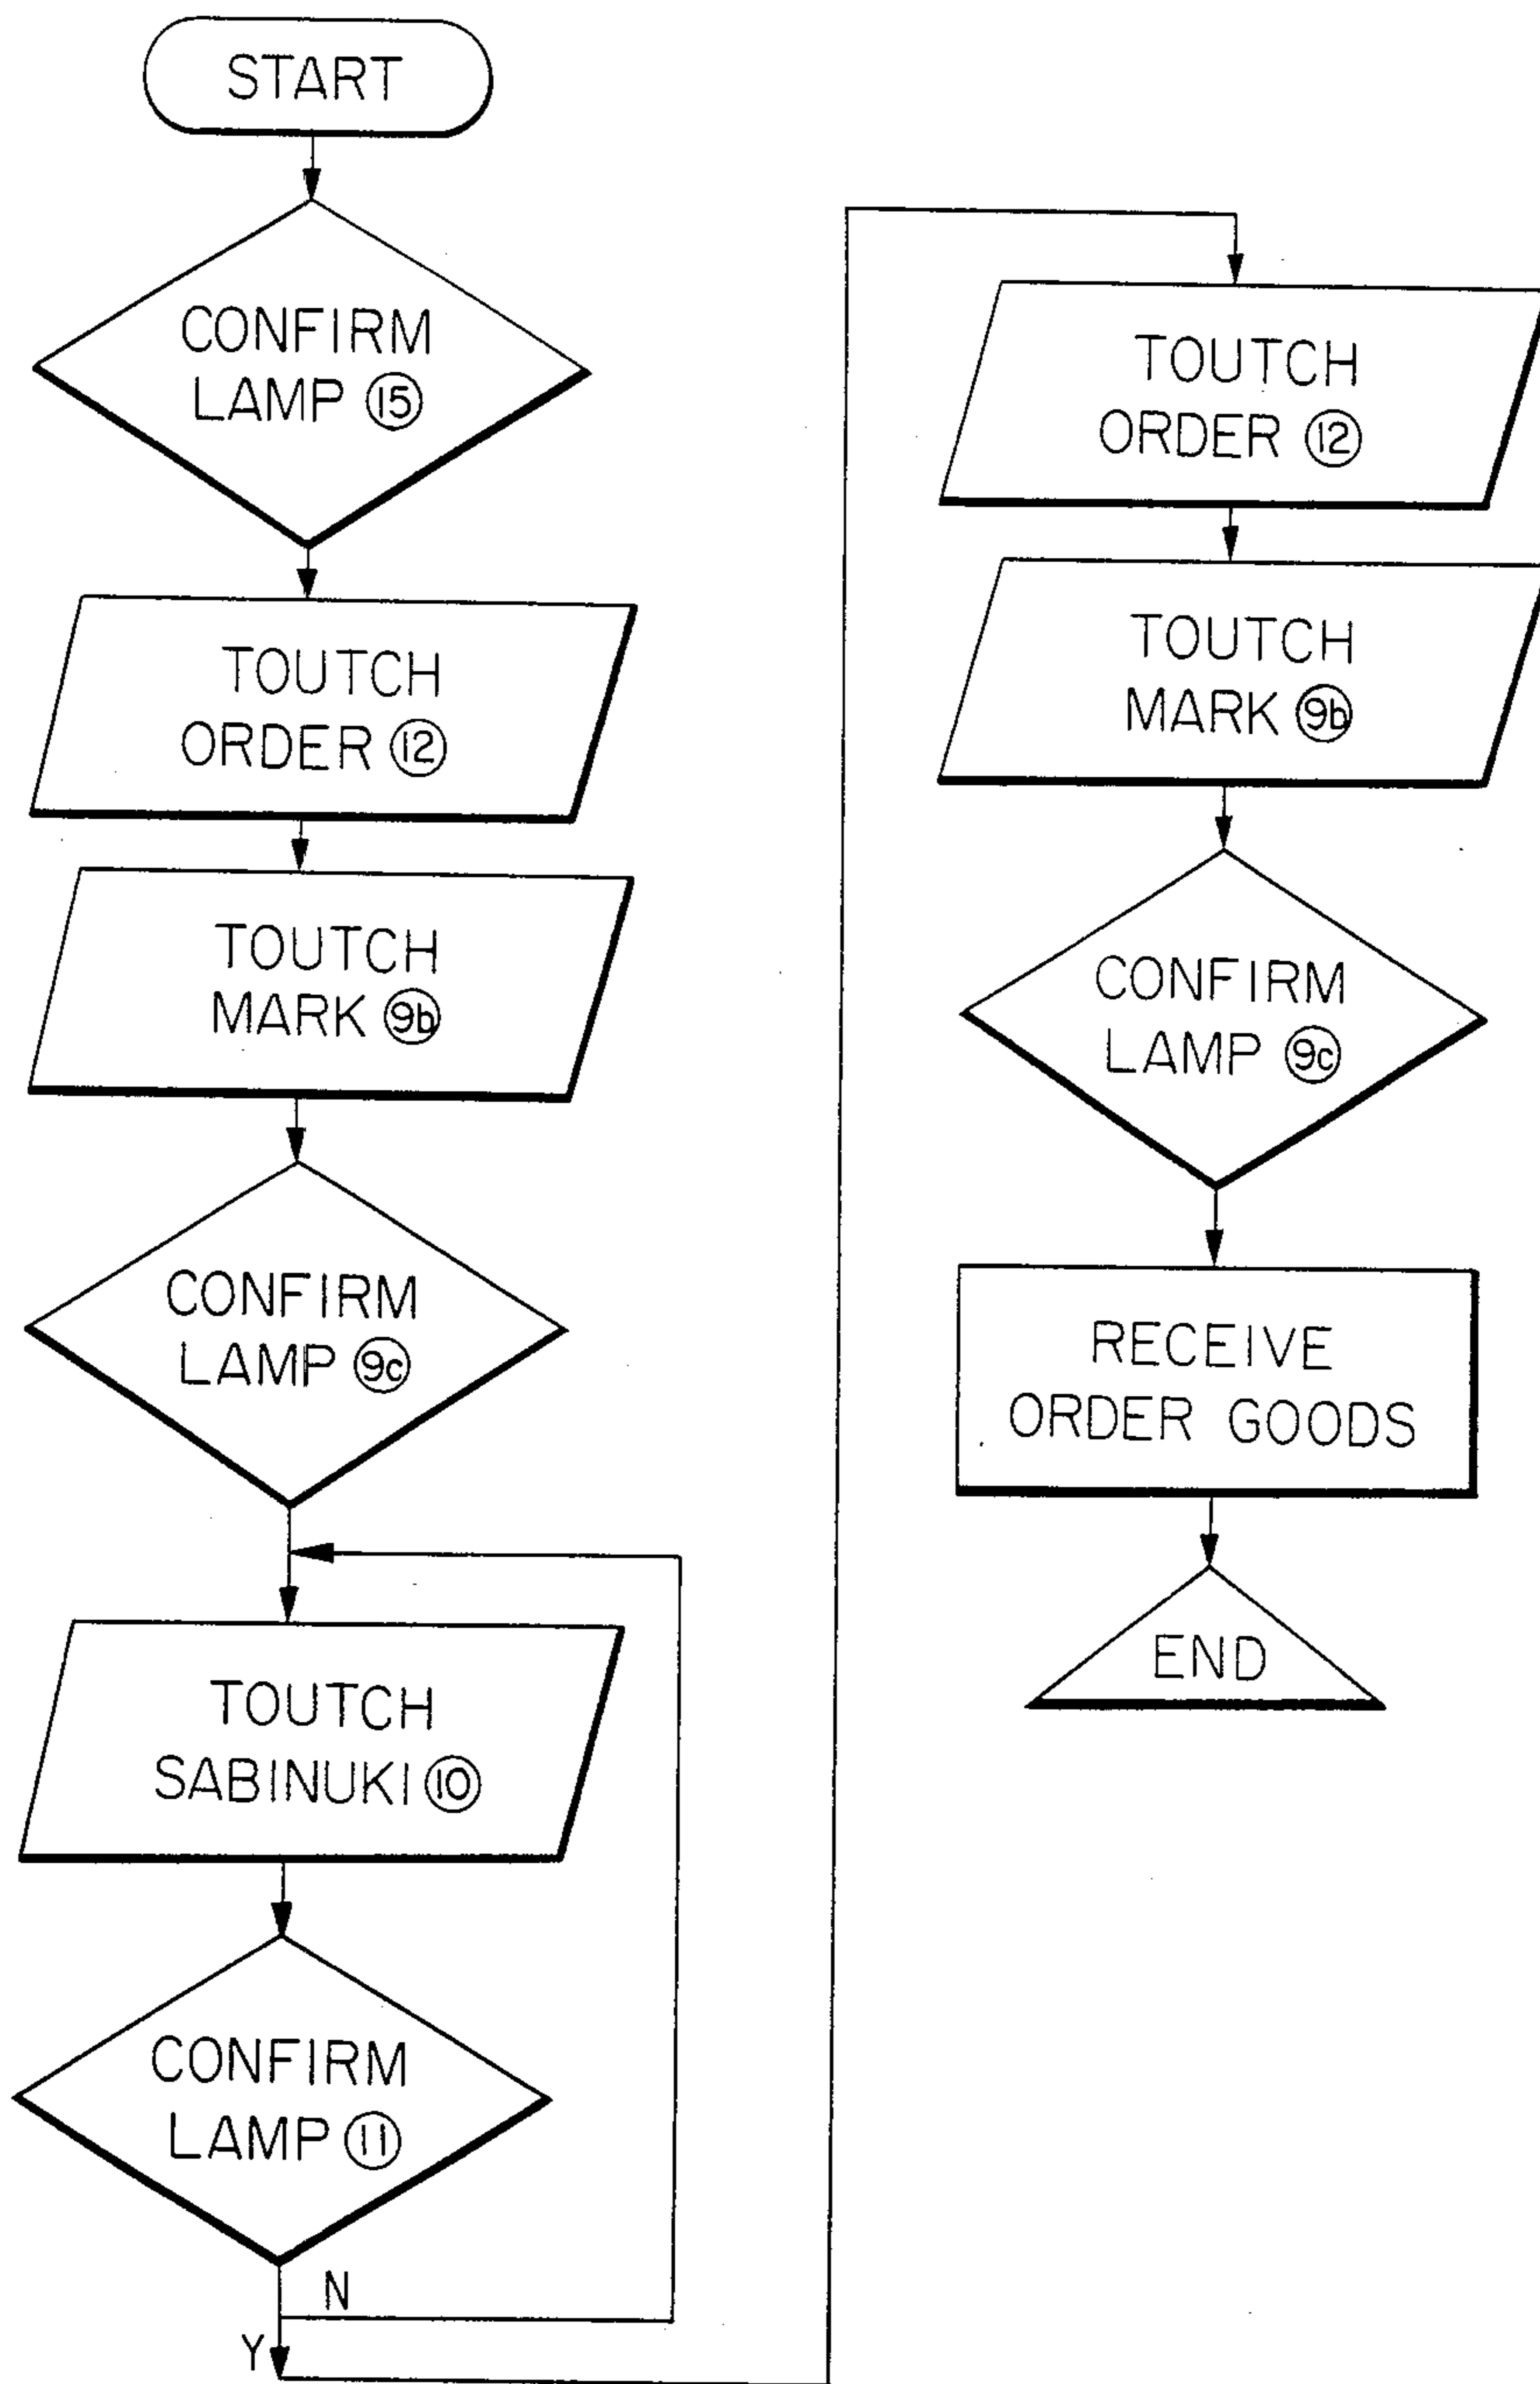 START
CONFIRM
LAMP 15
TOUTCH
ORDER 12
TOUTCH
MARK 9b
CONFIRM
LAMP 9c
TOUTCH
SABINUKI 10
CONFIRM
LAMP 11
N
Y
TOUTCH
ORDER 12
TOUTCH
MARK 9b
CONFIRM
LAMP 9c
RECEIVE
ORDER GOODS
END